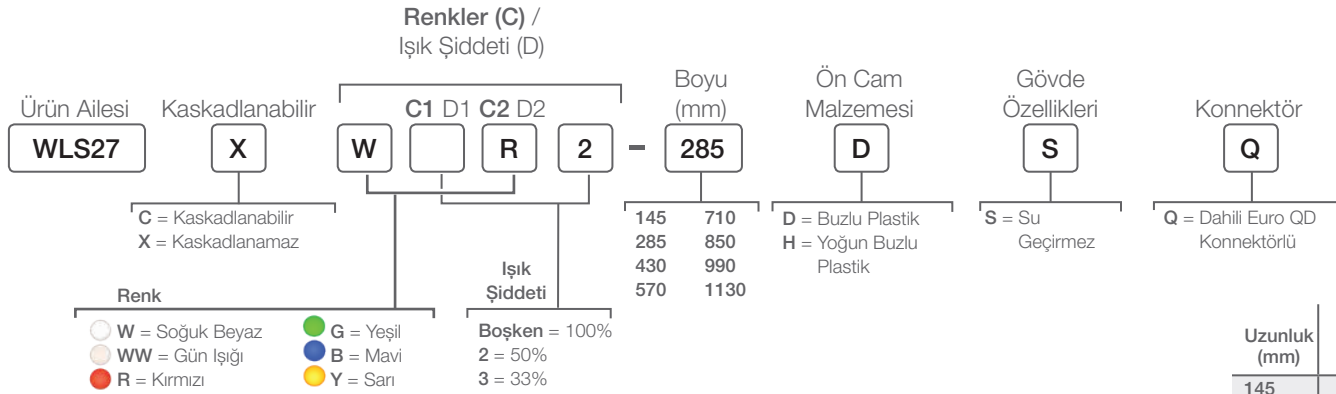 Renkler (C) /
Işık Şiddeti (D)
Ürün Ailesi
WLS27
Kaskadlanabilir
X
C = Kaskadlanabilir
X = Kaskadlanamaz
C1 D1 C2 D2
W R 2 –
Renk
W = Soğuk Beyaz
WW = Gün Işığı
R = Kırmızı
G = Yeşil
B = Mavi
Y = Sarı
Işık
Şiddeti
Boşken = 100%
2 = 50%
3 = 33%
Boyu
(mm)
285
145 710
285 850
430 990
570 1130
Ön Cam
Malzemesi
D
D = Buzlu Plastik
H = Yoğun Buzlu
Plastik
Gövde
Özellikleri
S
S = Su
Geçirmez
Konnektör
Q
Q = Dahili Euro QD
Konnektörlü
Uzunluk
(mm)
145